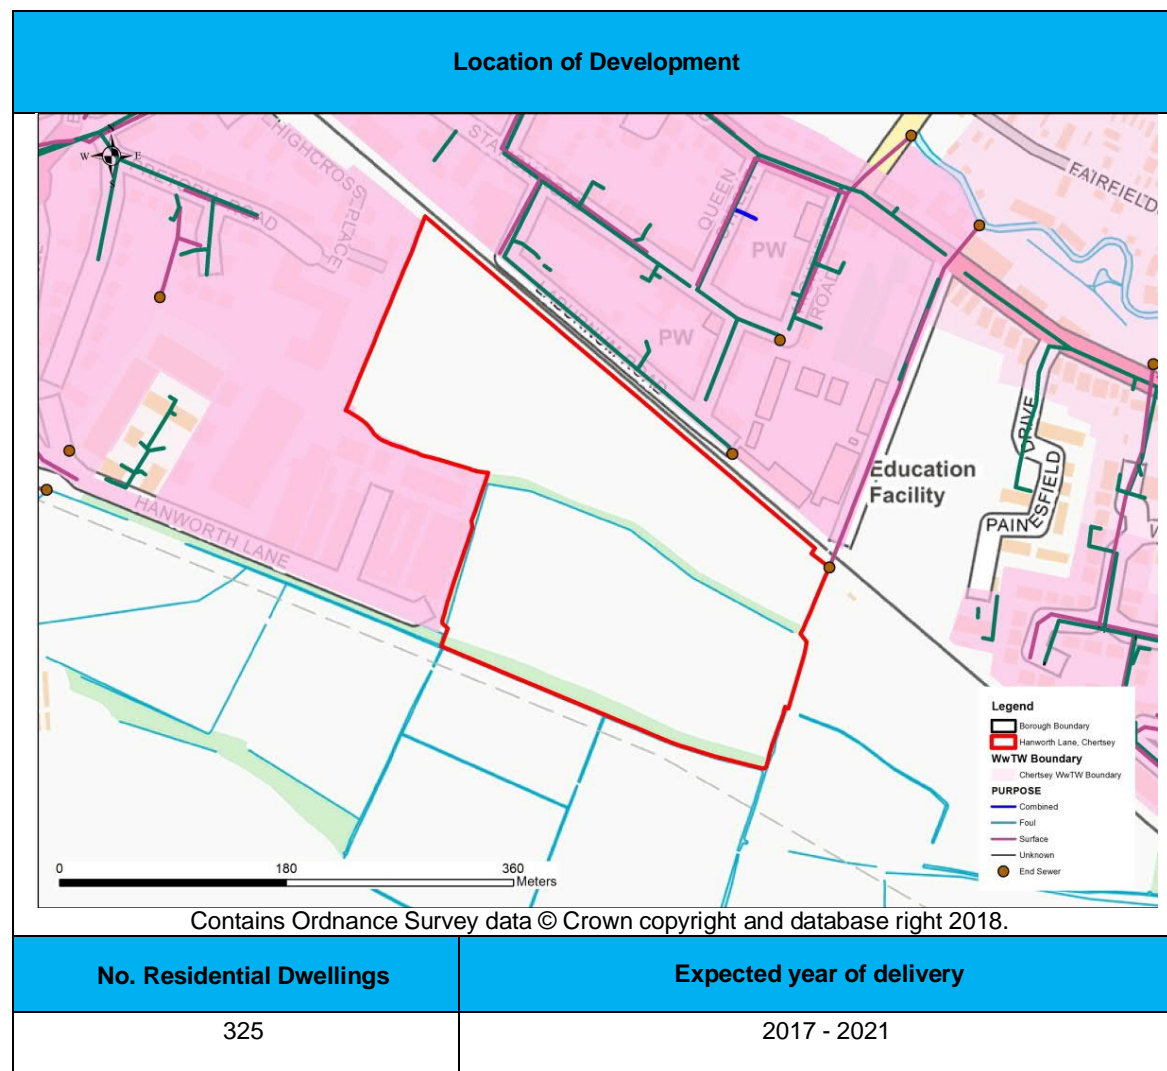 Location of Development
HIGHCROSS PLACE
FAIRFIELD
QUEEN
PW
ROAD
PW
Education
Facility
DRIVE
PAIN
ESFIELD
HANWORTH LANE
W
E
Legend
Borough Boundary
Hanworth Lane, Chertsey
WwTW Boundary
Chertsey WwTW Boundary
PURPOSE
Combined
Foul
Surface
Unknown
End Sewer
0 180 360
Meters
Contains Ordnance Survey data © Crown copyright and database right 2018.
No. Residential Dwellings Expected year of delivery
325 2017 - 2021